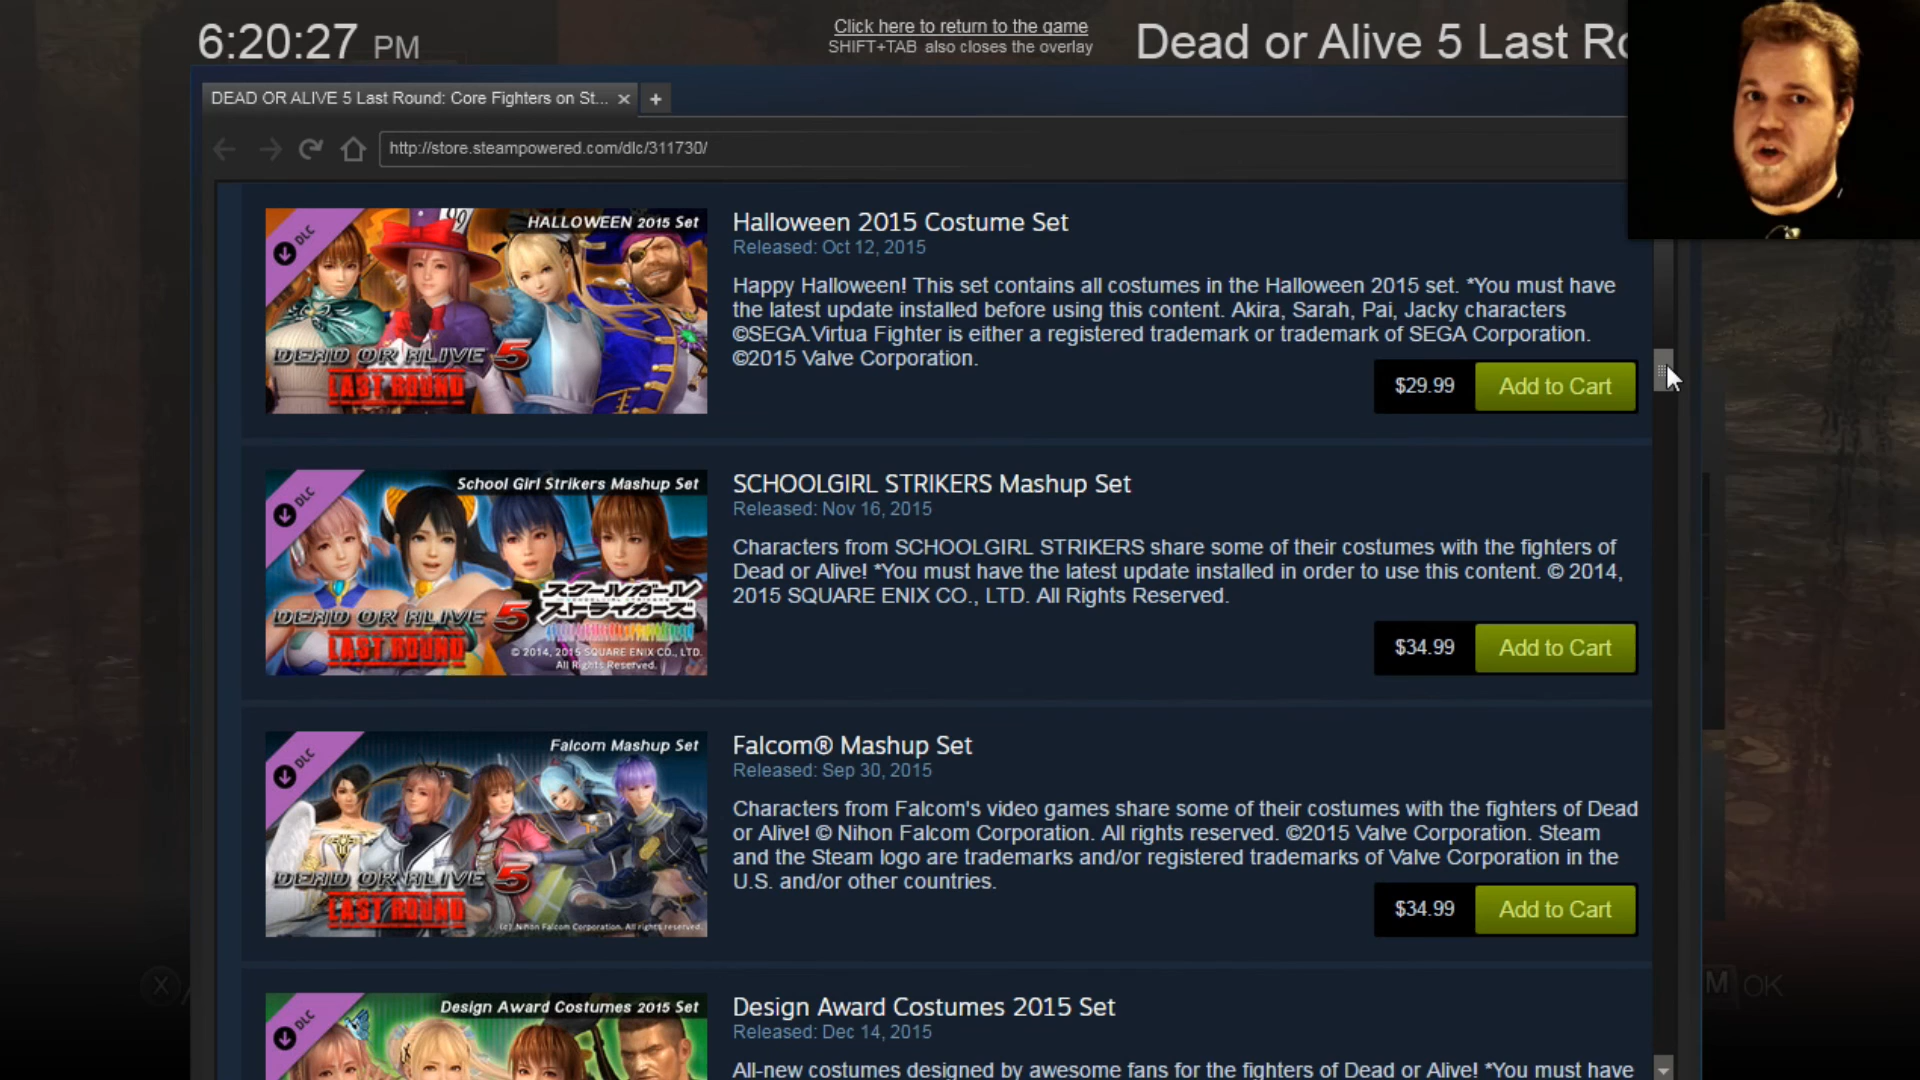 6:20:27 PM
Click here to return to the game
SHIFT+TAB also closes the overlay
Dead or Alive 5 Last Ro
DEAD OR ALIVE 5 Last Round: Core Fighters on St...
http://store.steampowered.com/dlc/311730/
DLC
HALLOWEEN 2015 Set
DEAD OR ALIVE 5
LAST ROUND
Halloween 2015 Costume Set
Released: Oct 12, 2015
Happy Halloween! This set contains all costumes in the Halloween 2015 set. *You must have
the latest update installed before using this content. Akira, Sarah, Pai, Jacky characters
©SEGA.Virtua Fighter is either a registered trademark or trademark of SEGA Corporation.
©2015 Valve Corporation.
$29.99
Add to Cart
DLC
School Girl Strikers Mashup Set
スクールガール
ストライカーズ
DEAD OR ALIVE 5
LAST ROUND
© 2014, 2015 SQUARE ENIX CO., LTD.
All Rights Reserved.
SCHOOLGIRL STRIKERS Mashup Set
Released: Nov 16, 2015
Characters from SCHOOLGIRL STRIKERS share some of their costumes with the fighters of
Dead or Alive! *You must have the latest update installed in order to use this content. © 2014,
2015 SQUARE ENIX CO., LTD. All Rights Reserved.
$34.99
Add to Cart
DLC
Falcom Mashup Set
DEAD OR ALIVE 5
LAST ROUND
(c) Nihon Falcom Corporation. All rights reserved.
Falcom® Mashup Set
Released: Sep 30, 2015
Characters from Falcom's video games share some of their costumes with the fighters of Dead
or Alive! © Nihon Falcom Corporation. All rights reserved. ©2015 Valve Corporation. Steam
and the Steam logo are trademarks and/or registered trademarks of Valve Corporation in the
U.S. and/or other countries.
$34.99
Add to Cart
DLC
Design Award Costumes 2015 Set
Design Award Costumes 2015 Set
Released: Dec 14, 2015
All-new costumes designed by awesome fans for the fighters of Dead or Alive! *You must have
X
M OK